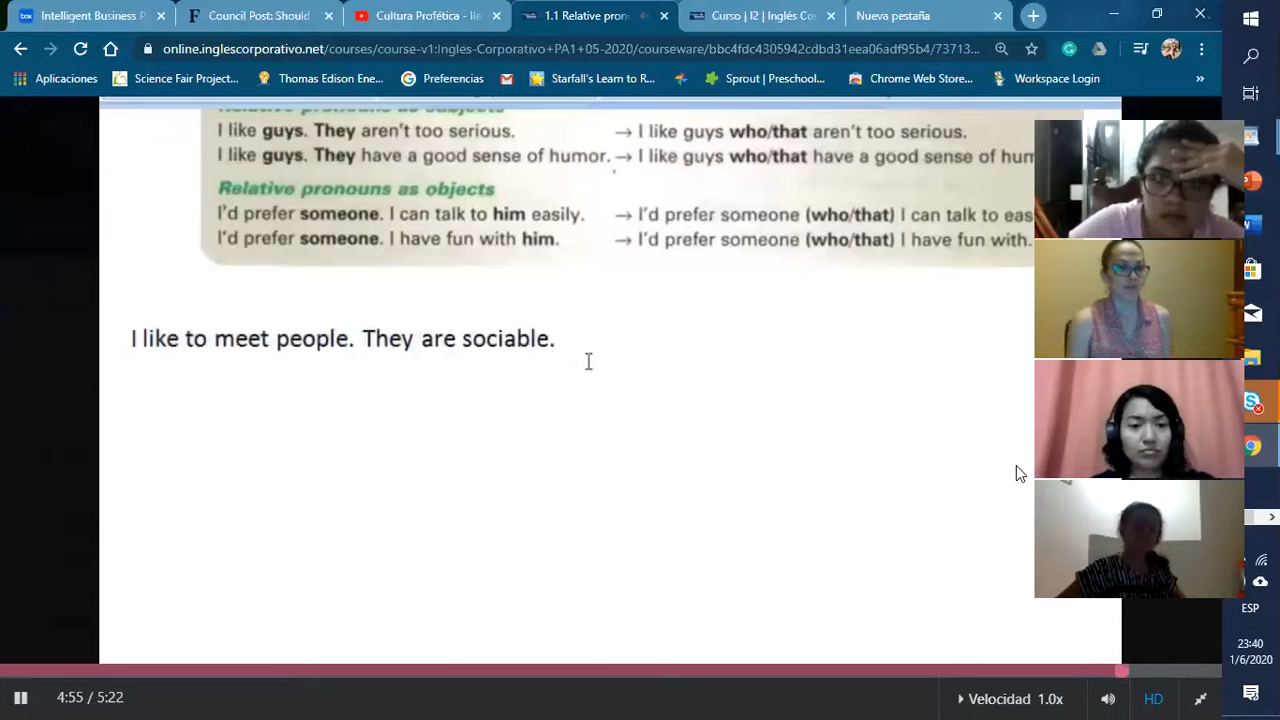 Intelligent Business P
Council Post: Should
Cultura Profética - Ile
1.1 Relative pron
Curso | I2 | Inglés Co
Nueva pestaña
online.inglescorporativo.net/courses/course-v1:Ingles-Corporativo+PA1+05-2020/courseware/bbc4fdc4305942cdbd31eea06adf95b4/73713...
Aplicaciones
Science Fair Project...
Thomas Edison Ene...
Preferencias
Starfall's Learn to R...
Sprout | Preschool...
Chrome Web Store...
Workspace Login
Relative pronouns as subjects
I like guys. They aren't too serious. → I like guys who/that aren't too serious.
I like guys. They have a good sense of humor. → I like guys who/that have a good sense of hum
Relative pronouns as objects
I'd prefer someone. I can talk to him easily. → I'd prefer someone (who/that) I can talk to eas
I'd prefer someone. I have fun with him. → I'd prefer someone (who/that) I have fun with.
I like to meet people. They are sociable.
ESP
23:40
1/6/2020
4:55 / 5:22
Velocidad 1.0x
HD